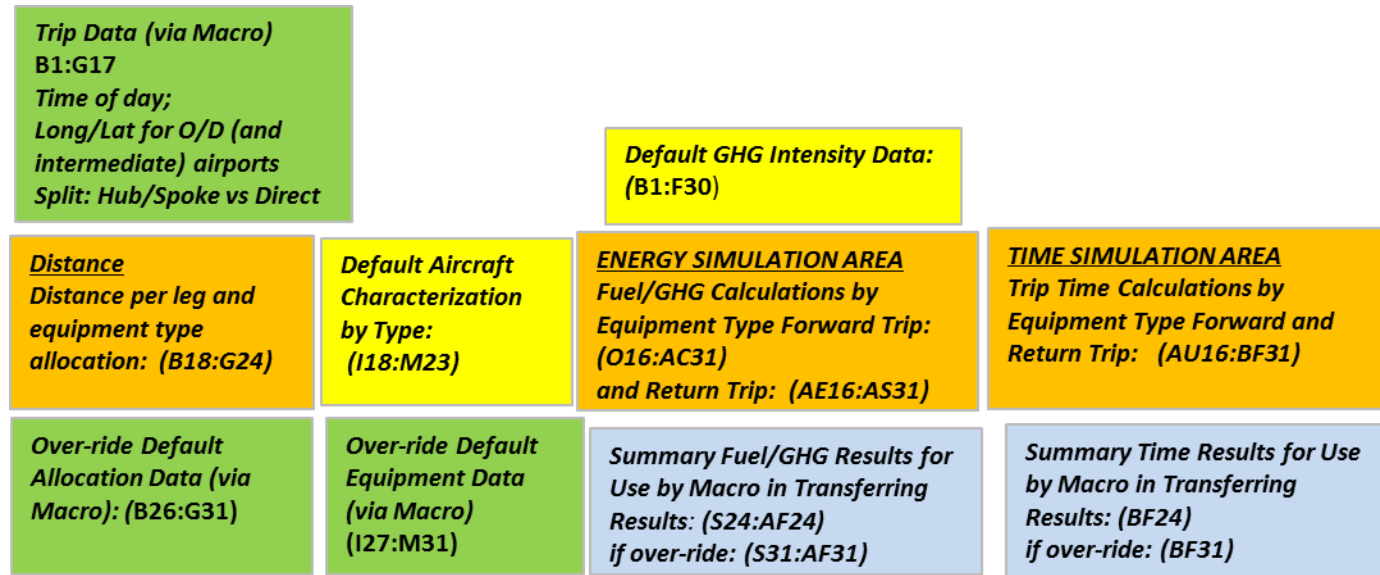 Trip Data (via Macro)
B1:G17
Time of day;
Long/Lat for O/D (and
intermediate) airports
Split: Hub/Spoke vs Direct
Default GHG Intensity Data:
(B1:F30)
Distance
Distance per leg and
equipment type
allocation: (B18:G24)
Default Aircraft
Characterization
by Type:
(I18:M23)
ENERGY SIMULATION AREA
Fuel/GHG Calculations by
Equipment Type Forward Trip:
(O16:AC31)
and Return Trip: (AE16:AS31)
TIME SIMULATION AREA
Trip Time Calculations by
Equipment Type Forward and
Return Trip: (AU16:BF31)
Over-ride Default
Allocation Data (via
Macro): (B26:G31)
Over-ride Default
Equipment Data
(via Macro)
(I27:M31)
Summary Fuel/GHG Results for
Use by Macro in Transferring
Results: (S24:AF24)
if over-ride: (S31:AF31)
Summary Time Results for Use
by Macro in Transferring
Results: (BF24)
if over-ride: (BF31)